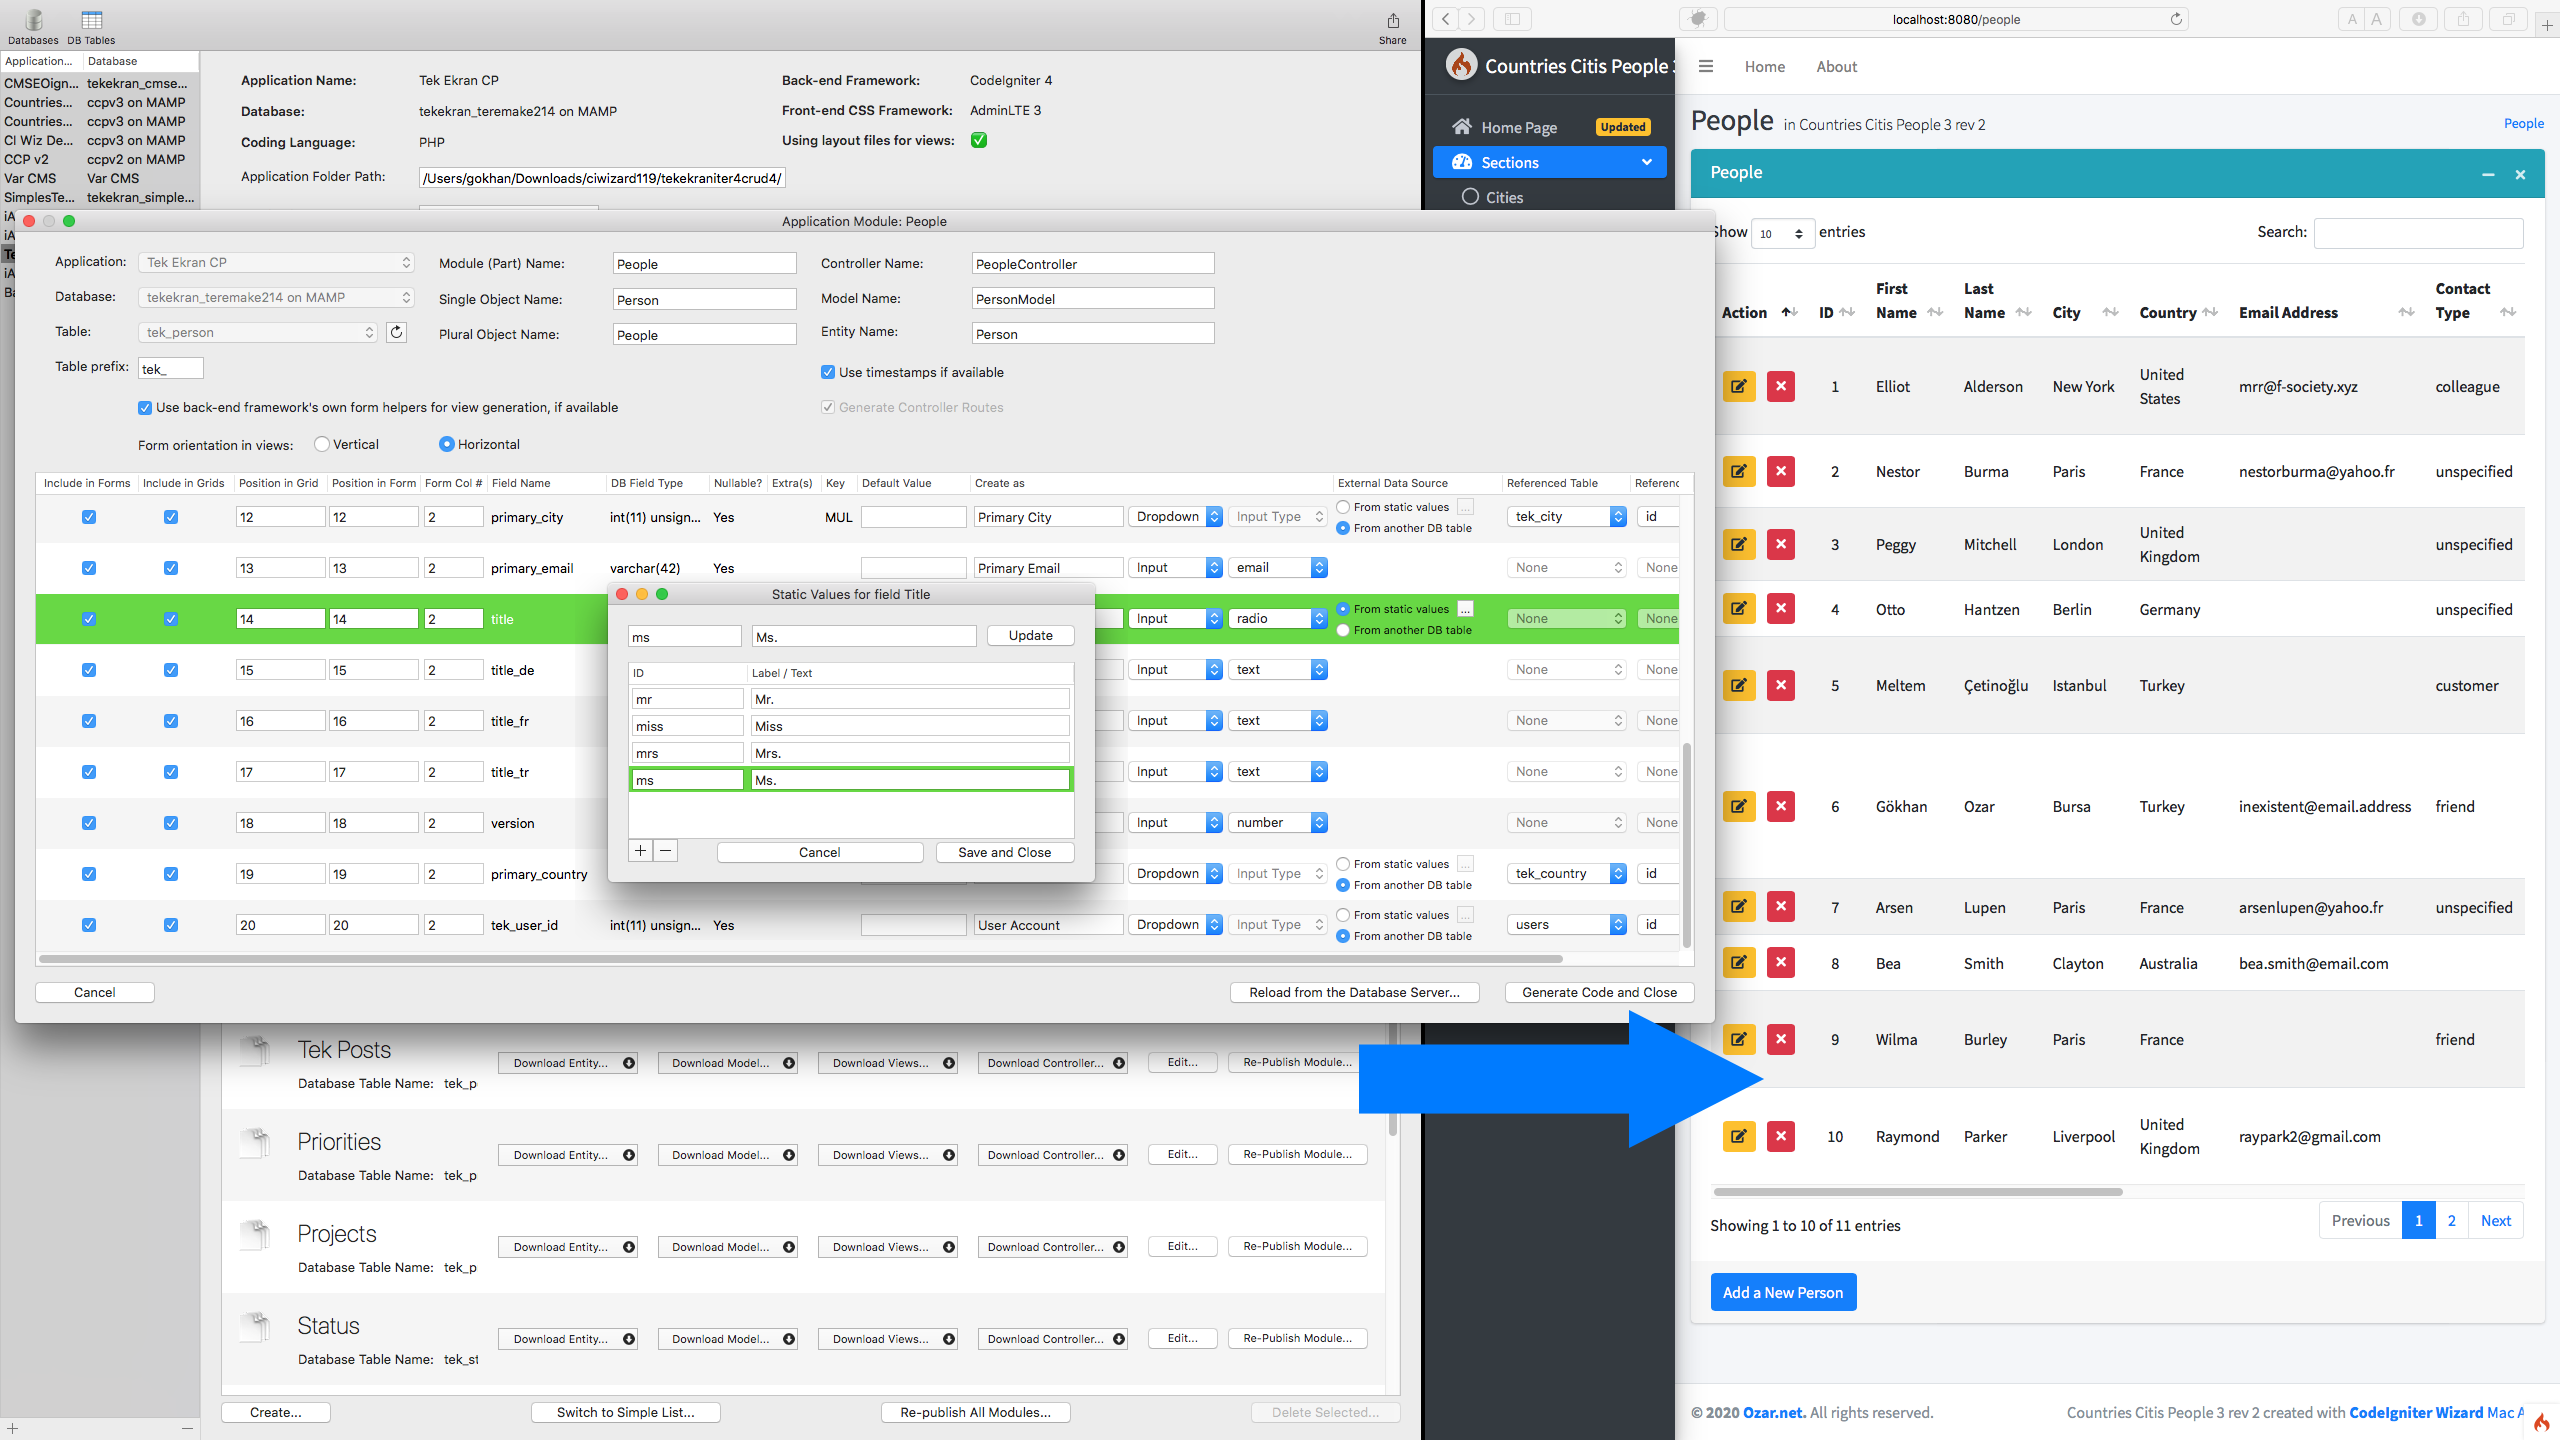 Databases DB Tables Share
Application... Database
CMSEOign... tekekran_cmse...
Countries... ccpv3 on MAMP
Countries... ccpv3 on MAMP
CI Wiz De... ccpv3 on MAMP
CCP v2 ccpv2 on MAMP
Var CMS Var CMS
SimplesTe... tekekran_simple...
Application Name: Tek Ekran CP Back-end Framework: CodeIgniter 4
Database: tekekran_teremake214 on MAMP Front-end CSS Framework: AdminLTE 3
Coding Language: PHP Using layout files for views:
Application Folder Path: /Users/gokhan/Downloads/ciwizard119/tekekraniter4crud4/
Application Module: People
Application: Tek Ekran CP Module (Part) Name: People Controller Name: PeopleController
Database: tekekran_teremake214 on MAMP Single Object Name: Person Model Name: PersonModel
Table: tek_person Plural Object Name: People Entity Name: Person
Table prefix: tek_ Use timestamps if available
Use back-end framework's own form helpers for view generation, if available Generate Controller Routes
Form orientation in views: Vertical Horizontal
Include in Forms Include in Grids Position in Grid Position in Form Form Col # Field Name DB Field Type Nullable? Extra(s) Key Default Value Create as External Data Source Referenced Table Referenc
12 12 2 primary_city int(11) unsign... Yes MUL Primary City Dropdown Input Type From static values ... From another DB table tek_city id
13 13 2 primary_email varchar(42) Yes Primary Email Input email None None
14 14 2 title Input radio From static values ... From another DB table None None
15 15 2 title_de Input text None None
16 16 2 title_fr Input text None None
17 17 2 title_tr Input text None None
18 18 2 version Input number None None
19 19 2 primary_country Dropdown Input Type From static values ... From another DB table tek_country id
20 20 2 tek_user_id int(11) unsign... Yes User Account Dropdown Input Type From static values ... From another DB table users id
Static Values for field Title
ms Ms. Update
ID Label / Text
mr Mr.
miss Miss
mrs Mrs.
ms Ms.
+ − Cancel Save and Close
Cancel Reload from the Database Server... Generate Code and Close
Tek Posts Download Entity... Download Model... Download Views... Download Controller... Edit... Re-Publish Module...
Database Table Name: tek_p
Priorities Download Entity... Download Model... Download Views... Download Controller... Edit... Re-Publish Module...
Database Table Name: tek_p
Projects Download Entity... Download Model... Download Views... Download Controller... Edit... Re-Publish Module...
Database Table Name: tek_p
Status Download Entity... Download Model... Download Views... Download Controller... Edit... Re-Publish Module...
Database Table Name: tek_st
Create... Switch to Simple List... Re-publish All Modules... Delete Selected...
localhost:8080/people A A
Countries Citis People 3
Home Page Updated
Sections
Cities
Home About
People in Countries Citis People 3 rev 2 People
People
Show 10 entries Search:
Action ID First Name Last Name City Country Email Address Contact Type
1 Elliot Alderson New York United States mrr@f-society.xyz colleague
2 Nestor Burma Paris France nestorburma@yahoo.fr unspecified
3 Peggy Mitchell London United Kingdom unspecified
4 Otto Hantzen Berlin Germany unspecified
5 Meltem Çetinoğlu Istanbul Turkey customer
6 Gökhan Ozar Bursa Turkey inexistent@email.address friend
7 Arsen Lupen Paris France arsenlupen@yahoo.fr unspecified
8 Bea Smith Clayton Australia bea.smith@email.com
9 Wilma Burley Paris France friend
10 Raymond Parker Liverpool United Kingdom raypark2@gmail.com
Showing 1 to 10 of 11 entries Previous 1 2 Next
Add a New Person
© 2020 Ozar.net. All rights reserved. Countries Citis People 3 rev 2 created with CodeIgniter Wizard Mac A